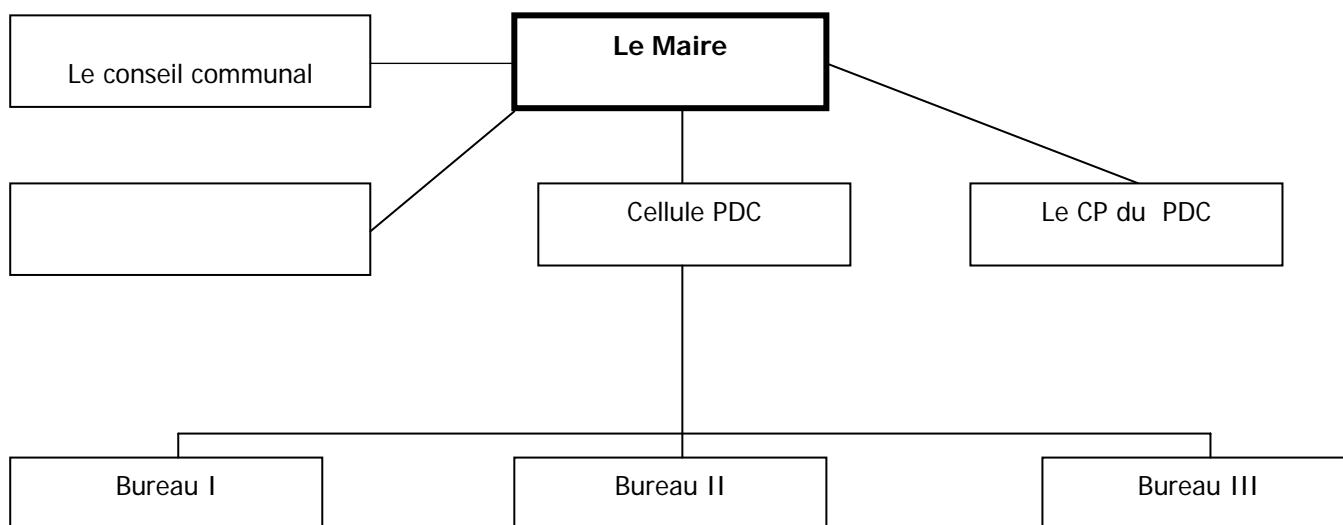 Le Maire
Le conseil communal
Cellule PDC
Le CP du PDC
Bureau I
Bureau II
Bureau III